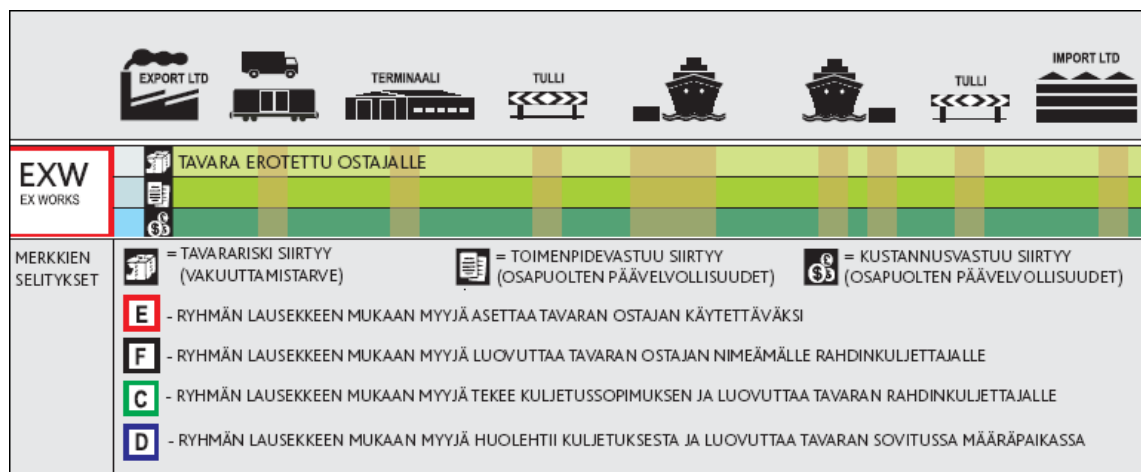 EXPORT LTD
TERMINAALI
TULLI
TULLI
IMPORT LTD
EXW
EX WORKS
TAVARA EROTETTU OSTAJALLE
MERKKIEN
SELITYKSET
= TAVARARISKI SIIRTYY
(VAKUUTTAMISTARVE)
= TOIMENPIDEVASTUU SIIRTYY
(OSAPUOLTEN PÄÄVELVOLLISUUDET)
= KUSTANNUSVASTUU SIIRTYY
(OSAPUOLTEN PÄÄVELVOLLISUUDET)
E - RYHMÄN LAUSEKKEEN MUKAAN MYYJÄ ASETTAA TAVARAN OSTAJAN KÄYTETTÄVÄKSI
F - RYHMÄN LAUSEKKEEN MUKAAN MYYJÄ LUOVUTTAA TAVARAN OSTAJAN NIMEÄMÄLLE RAHDINKULJETTAJALLE
C - RYHMÄN LAUSEKKEEN MUKAAN MYYJÄ TEKEE KULJETUSSOPIMUKSEN JA LUOVUTTAA TAVARAN RAHDINKULJETTAJALLE
D - RYHMÄN LAUSEKKEEN MUKAAN MYYJÄ HUOLEHTII KULJETUKSESTA JA LUOVUTTAA TAVARAN SOVITUSSA MÄÄRÄPAIKASSA